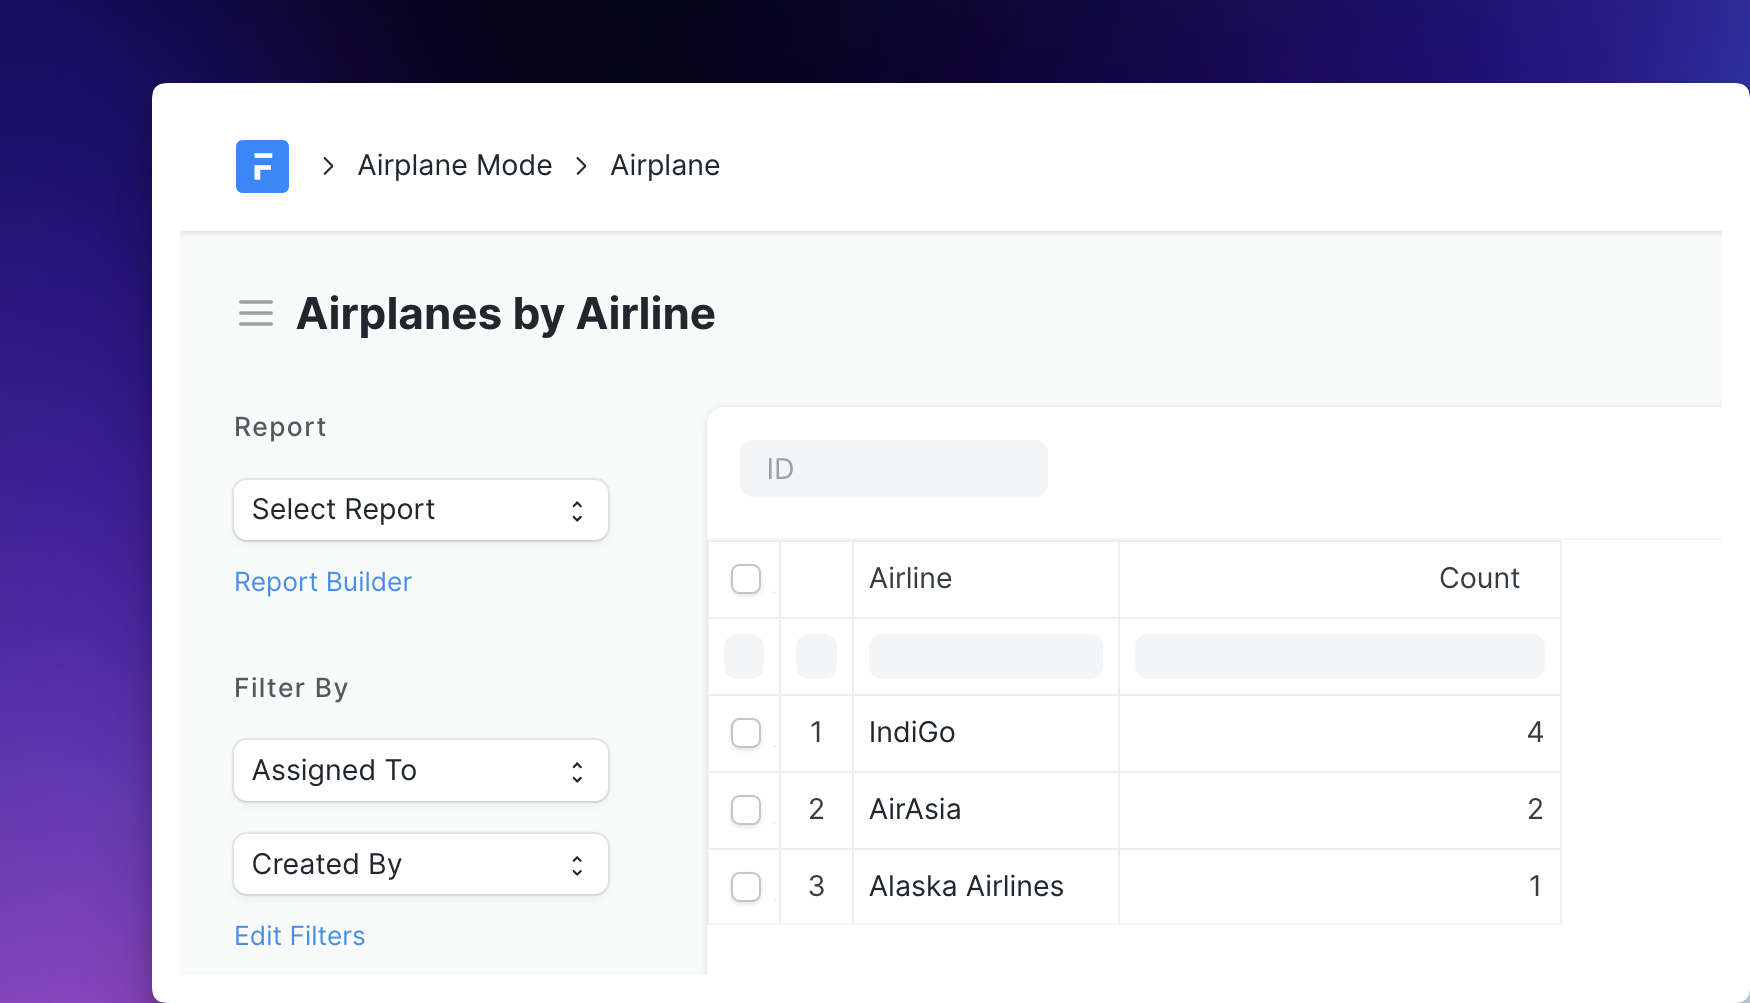 F > Airplane Mode > Airplane
Airplanes by Airline
Report
Select Report
Report Builder
Filter By
Assigned To
Created By
Edit Filters
ID
Airline Count
1 IndiGo 4
2 AirAsia 2
3 Alaska Airlines 1